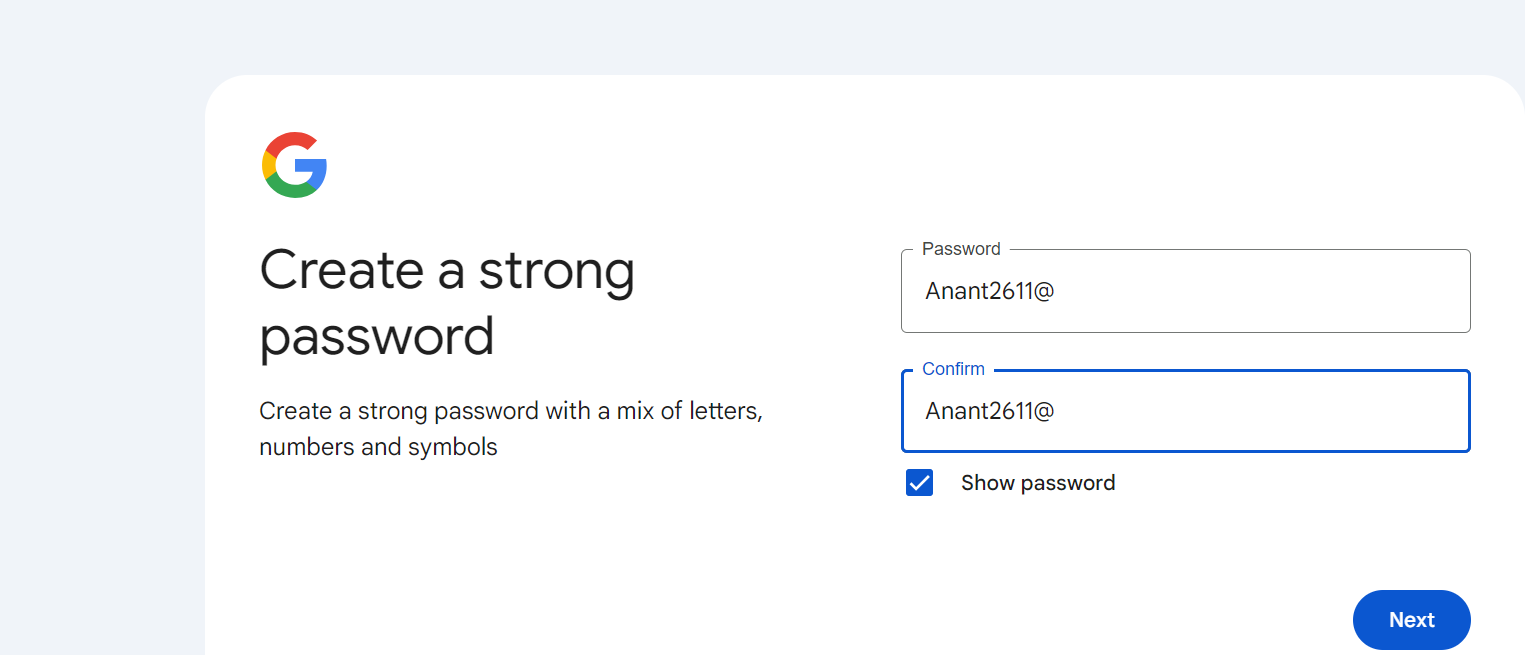 Create a strong
password
Create a strong password with a mix of letters,
numbers and symbols
Password
Anant2611@
Confirm
Anant2611@
Show password
Next